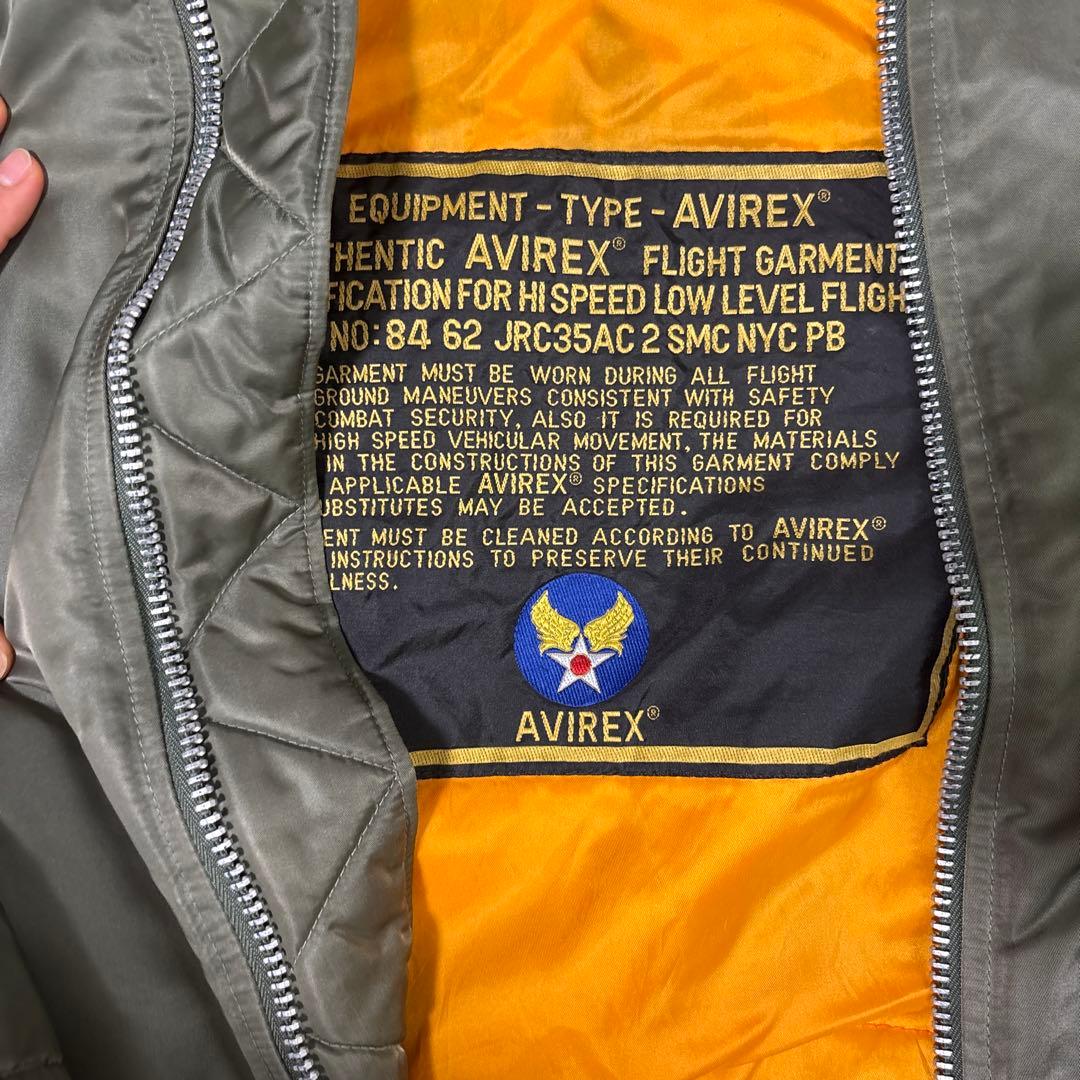 EQUIPMENT - TYPE - AVIREX®
HENTIC AVIREX® FLIGHT GARMENT
FICATION FOR HI SPEED LOW LEVEL FLIGH
NO: 84 62 JRC35AC 2 SMC NYC PB
GARMENT MUST BE WORN DURING ALL FLIGHT
GROUND MANEUVERS CONSISTENT WITH SAFETY
COMBAT SECURITY, ALSO IT IS REQUIRED FOR
HIGH SPEED VEHICULAR MOVEMENT, THE MATERIALS
IN THE CONSTRUCTIONS OF THIS GARMENT COMPLY
APPLICABLE AVIREX® SPECIFICATIONS
UBSTITUTES MAY BE ACCEPTED.
ENT MUST BE CLEANED ACCORDING TO AVIREX®
INSTRUCTIONS TO PRESERVE THEIR CONTINUED
LNESS.
AVIREX®